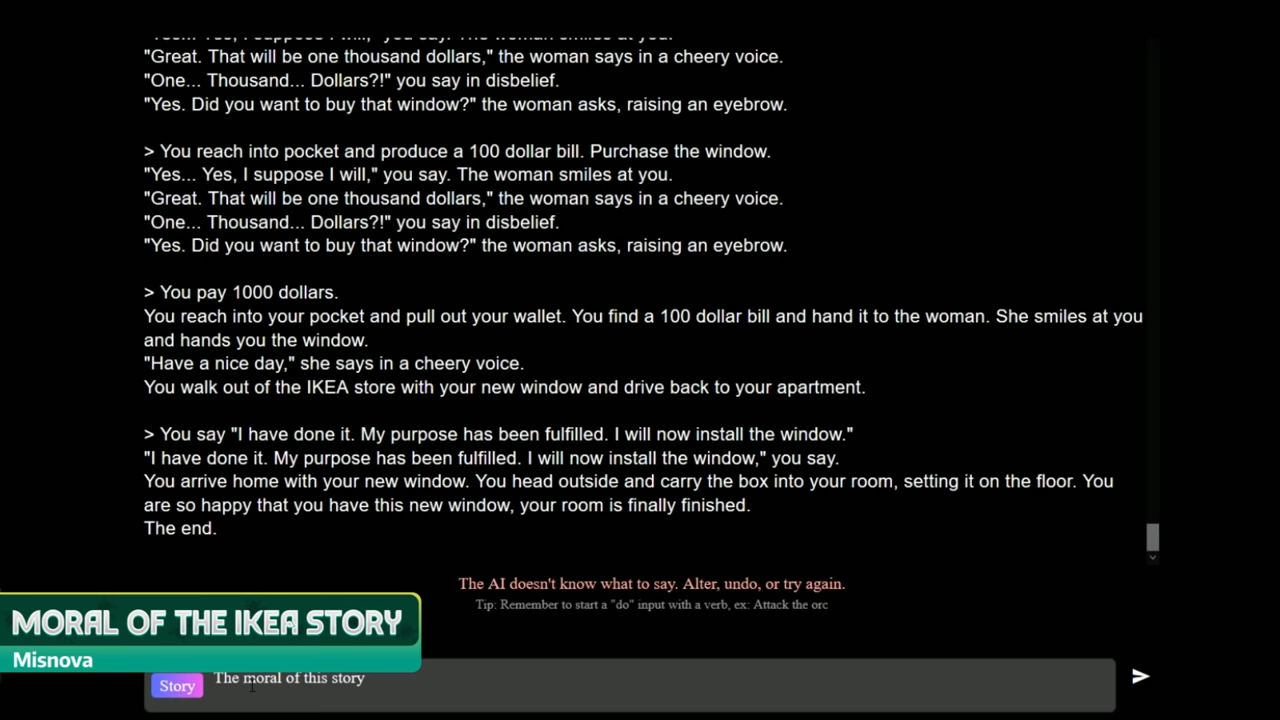 "Yes... Yes, I suppose I will," you say. The woman smiles at you.
"Great. That will be one thousand dollars," the woman says in a cheery voice.
"One... Thousand... Dollars?!" you say in disbelief.
"Yes. Did you want to buy that window?" the woman asks, raising an eyebrow.
> You reach into pocket and produce a 100 dollar bill. Purchase the window.
"Yes... Yes, I suppose I will," you say. The woman smiles at you.
"Great. That will be one thousand dollars," the woman says in a cheery voice.
"One... Thousand... Dollars?!" you say in disbelief.
"Yes. Did you want to buy that window?" the woman asks, raising an eyebrow.
> You pay 1000 dollars.
You reach into your pocket and pull out your wallet. You find a 100 dollar bill and hand it to the woman. She smiles at you
and hands you the window.
"Have a nice day," she says in a cheery voice.
You walk out of the IKEA store with your new window and drive back to your apartment.
> You say "I have done it. My purpose has been fulfilled. I will now install the window."
"I have done it. My purpose has been fulfilled. I will now install the window," you say.
You arrive home with your new window. You head outside and carry the box into your room, setting it on the floor. You
are so happy that you have this new window, your room is finally finished.
The end.
The AI doesn't know what to say. Alter, undo, or try again.
Tip: Remember to start a "do" input with a verb, ex: Attack the orc
MORAL OF THE IKEA STORY
Misnova
Story
The moral of this story